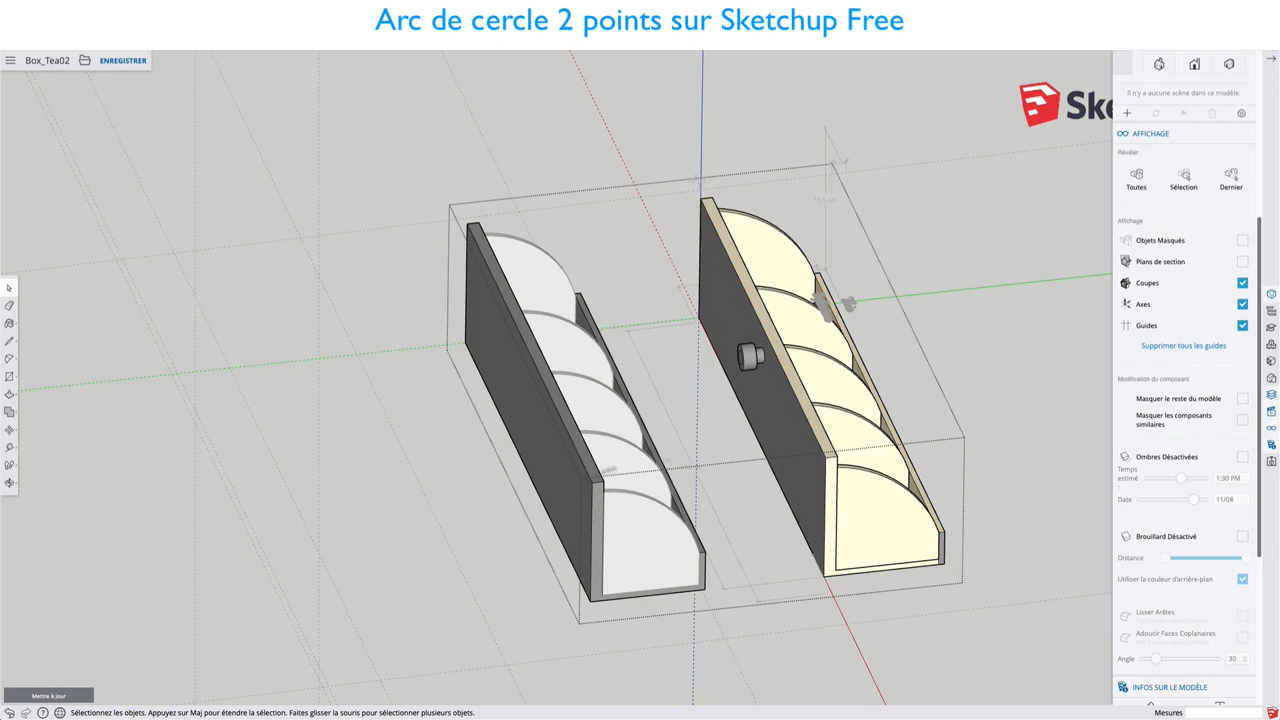 Arc de cercle 2 points sur Sketchup Free
Box_Tea02
ENREGISTRER
Ske
Il n'y a aucune scène dans ce modèle.
AFFICHAGE
Révéler
Toutes
Sélection
Dernier
Affichage
Objets Masqués
Plans de section
Coupes
Axes
Guides
Supprimer tous les guides
Modification du composant
Masquer le reste du modèle
Masquer les composants
similaires
Ombres Désactivées
Temps
estimé
:
1:30 PM
Date
11/08
Brouillard Désactivé
Distance
Utiliser la couleur d'arrière-plan
Lisser Arêtes
Adoucir Faces Coplanaires
Angle
30
INFOS SUR LE MODÈLE
Mettre à jour
Sélectionnez les objets. Appuyez sur Maj pour étendre la sélection. Faites glisser la souris pour sélectionner plusieurs objets.
Mesures